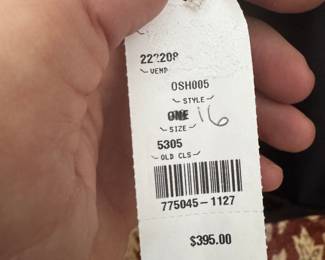 222208
VEND
OSH005
STYLE
ONE 16
SIZE
5305
OLD CLS
775045-1127
$395.00